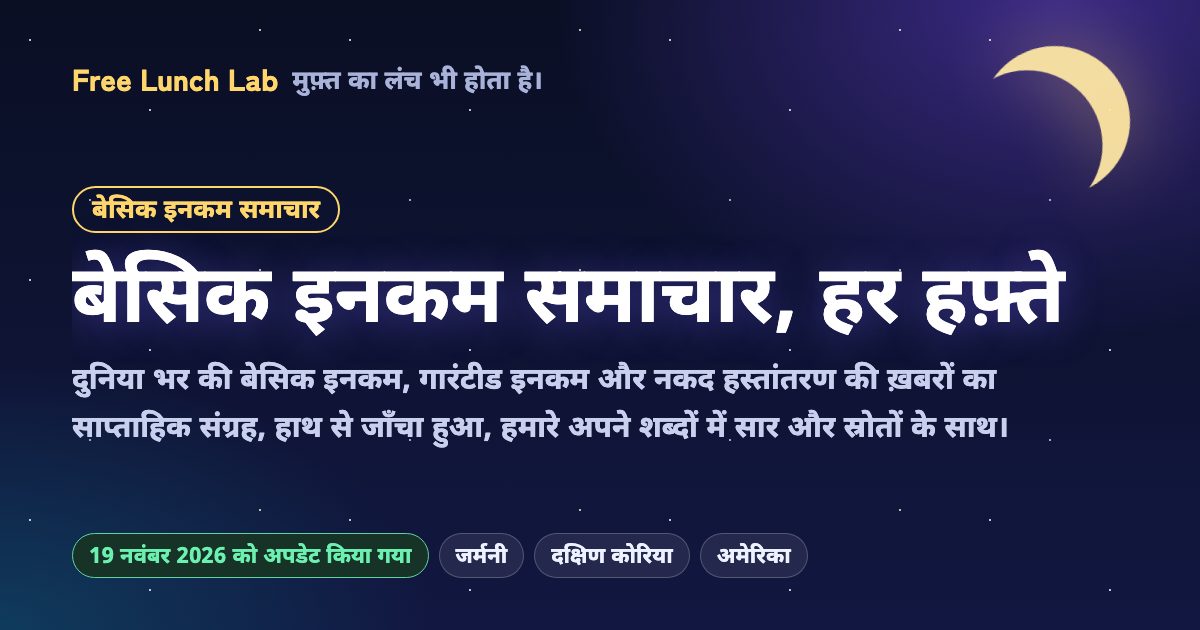 Free Lunch Lab मुफ़्त का लंच भी होता है।
बेसिक इनकम समाचार
बेसिक इनकम समाचार, हर हफ़्ते
दुनिया भर की बेसिक इनकम, गारंटीड इनकम और नकद हस्तांतरण की ख़बरों का
साप्ताहिक संग्रह, हाथ से जाँचा हुआ, हमारे अपने शब्दों में सार और स्रोतों के साथ।
19 नवंबर 2026 को अपडेट किया गया जर्मनी दक्षिण कोरिया अमेरिका